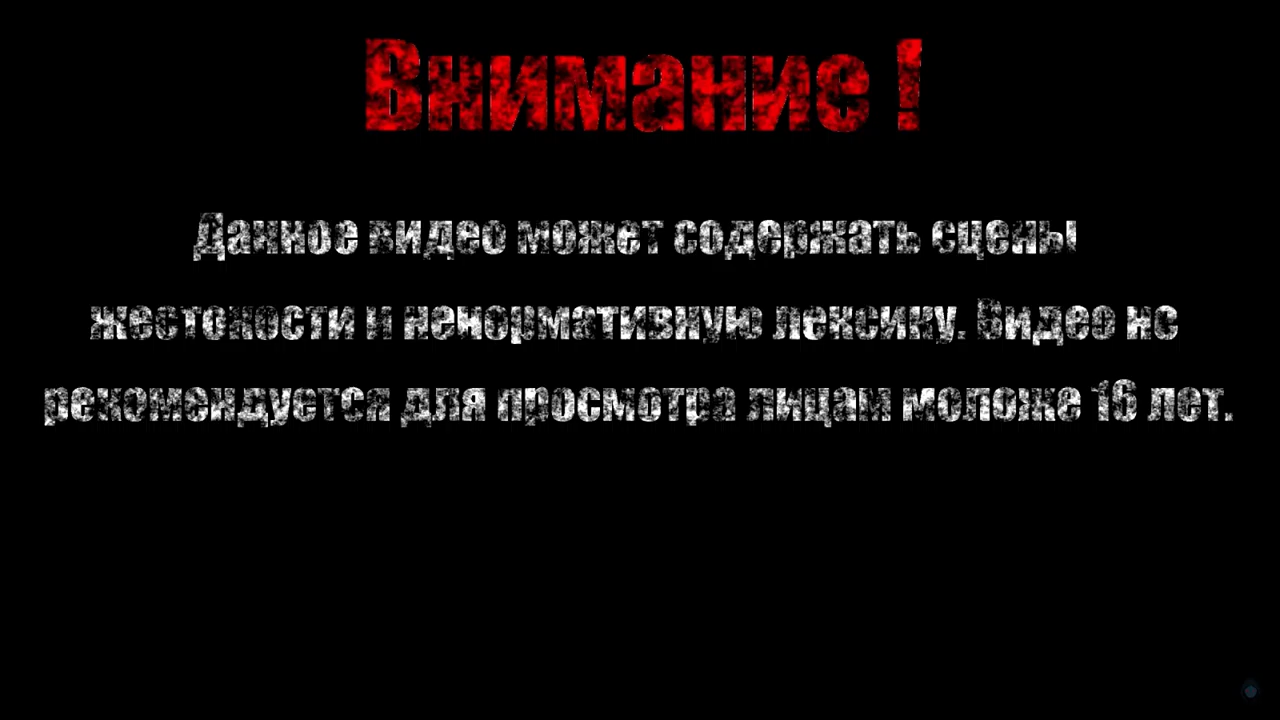 Внимание !
Данное видео может содержать сцены
жестокости и ненормативную лексику. Видео не
рекомендуется для просмотра лицам моложе 16 лет.